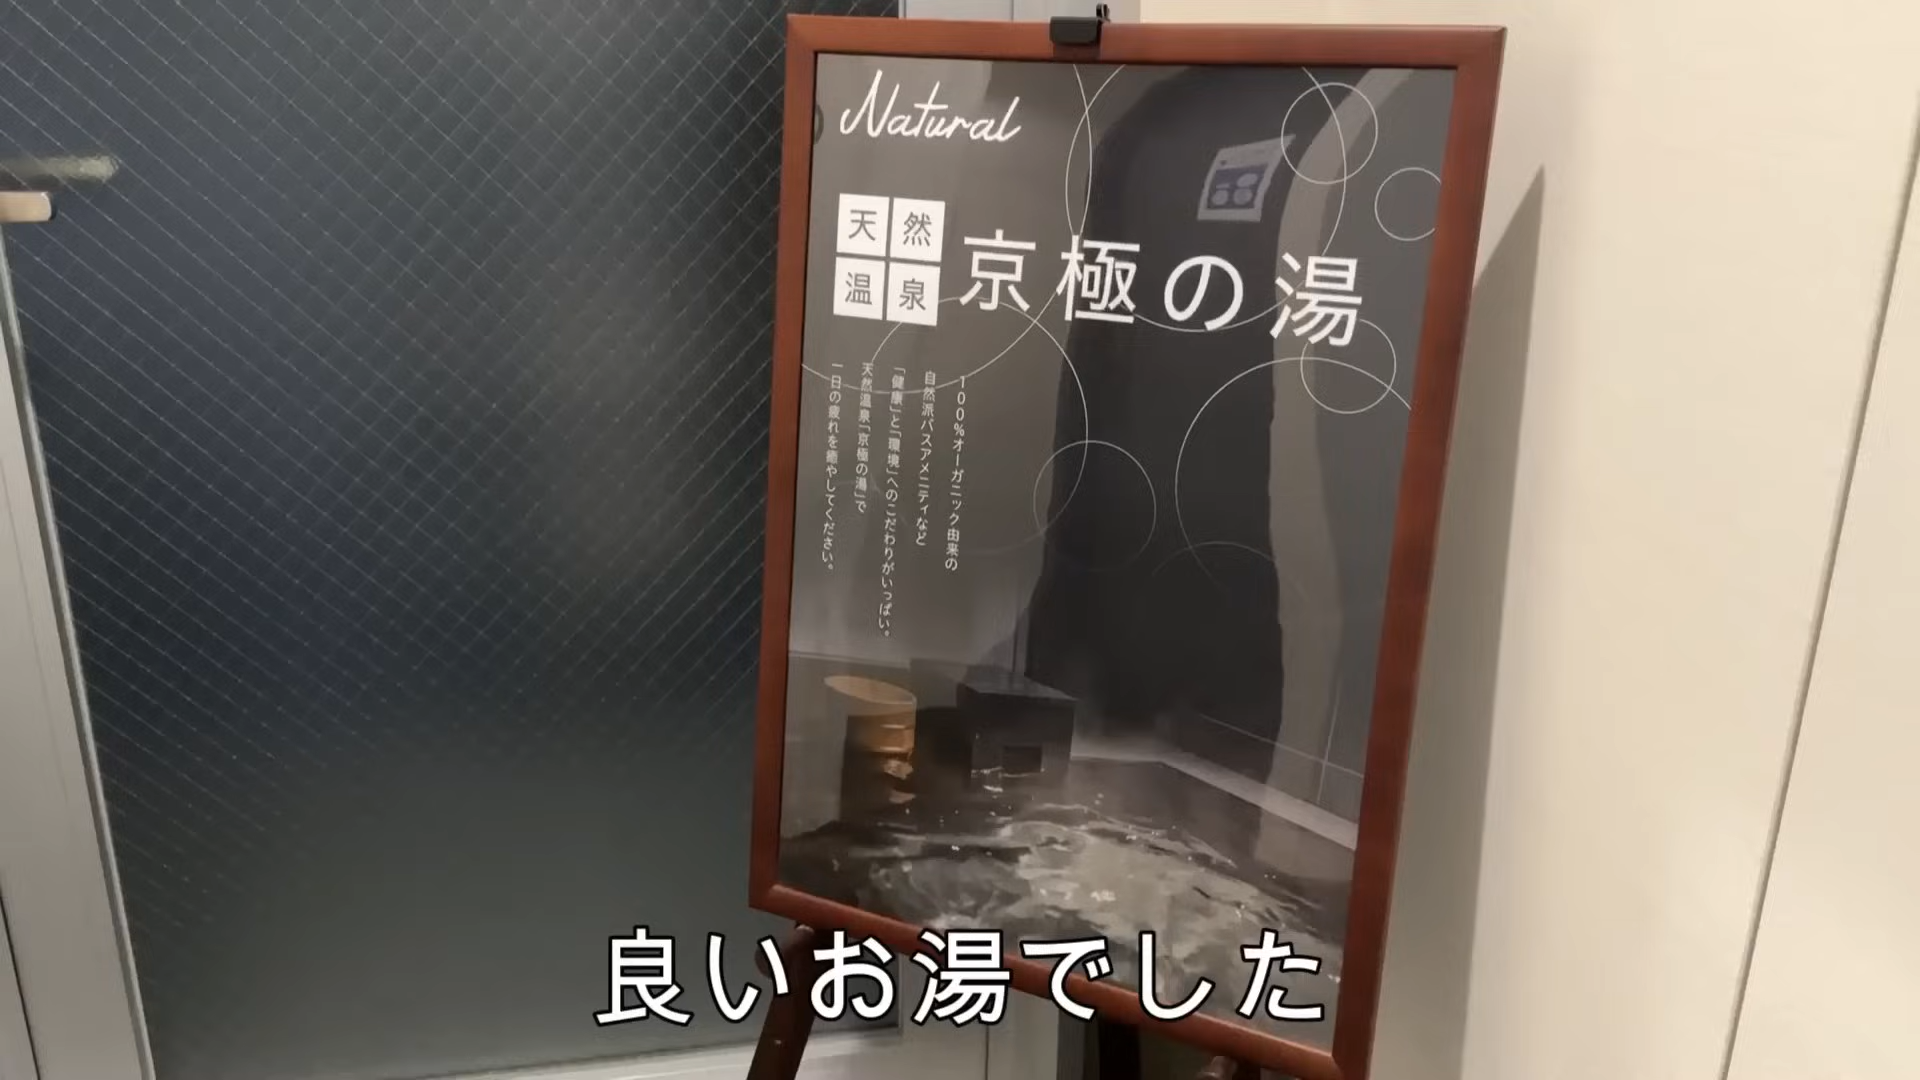 Natural
天然
温泉
京極の湯
100%オーガニック由来の
自然派バスアメニティなど
「健康」と「環境」へのこだわりがいっぱい。
天然温泉「京極の湯」で
一日の疲れを癒やしてください。
良いお湯でした